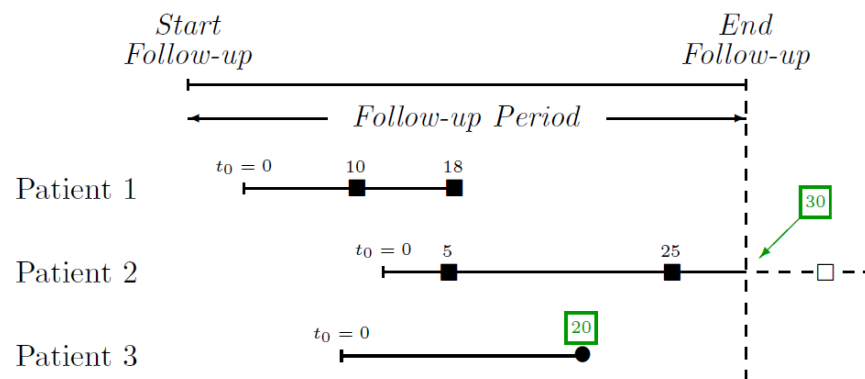 Start
Follow-up
End
Follow-up
Follow-up Period
Patient 1
t₀ = 0
10
18
30
Patient 2
t₀ = 0
5
25
Patient 3
t₀ = 0
20